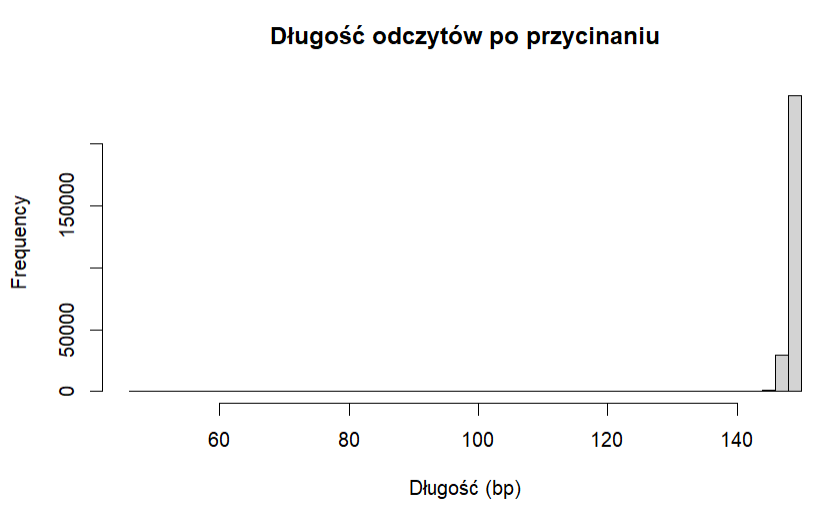 Długość odczytów po przycinaniu
Frequency
150000
50000
0
60 80 100 120 140
Długość (bp)